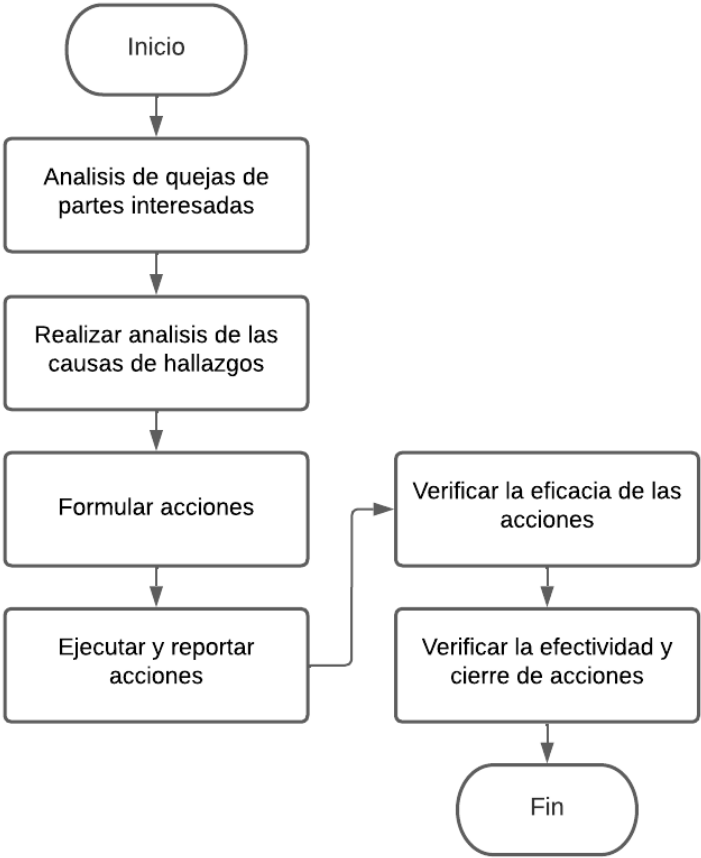 Inicio
Analisis de quejas de
partes interesadas
Realizar analisis de las
causas de hallazgos
Formular acciones
Ejecutar y reportar
acciones
Verificar la eficacia de las
acciones
Verificar la efectividad y
cierre de acciones
Fin